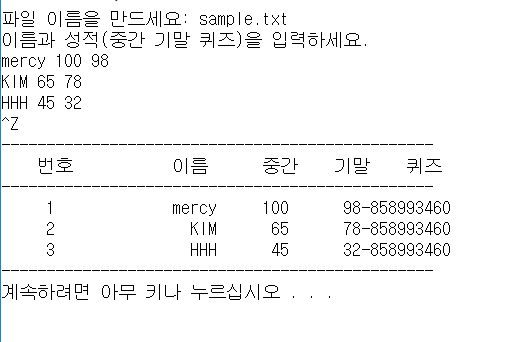 파일 이름을 만드세요: sample.txt
이름과 성적(중간 기말 퀴즈)을 입력하세요.
mercy 100 98
KIM 65 78
HHH 45 32
^Z
------------------------------------------------
번호 이름 중간 기말 퀴즈
------------------------------------------------
1 mercy 100 98-858993460
2 KIM 65 78-858993460
3 HHH 45 32-858993460
------------------------------------------------
계속하려면 아무 키나 누르십시오 . . .